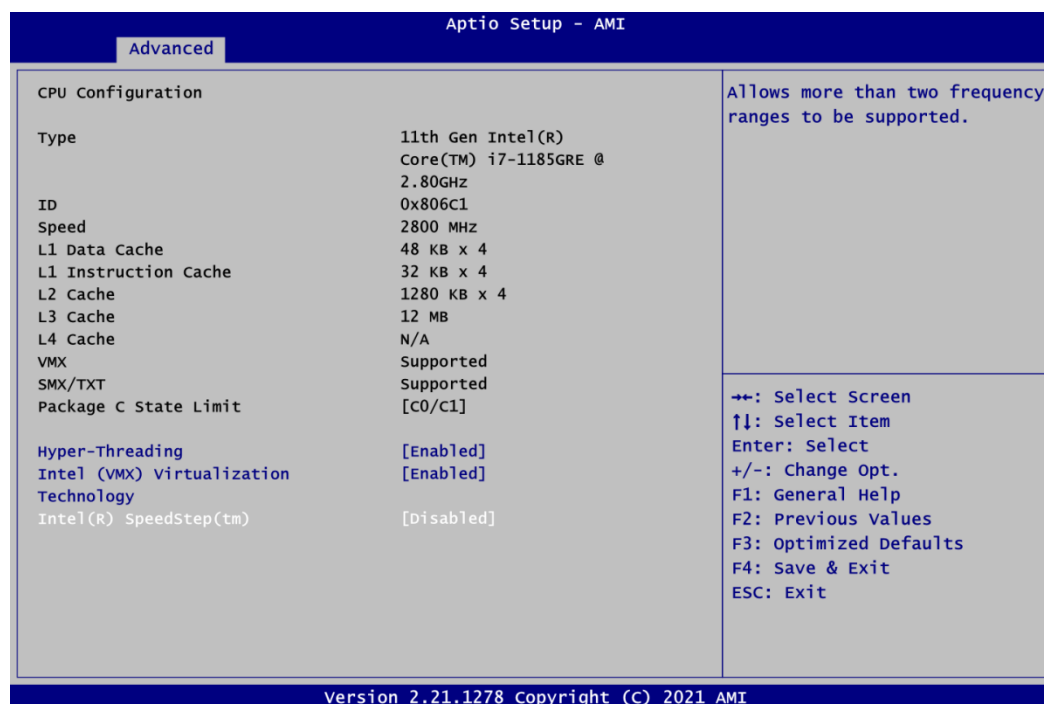 Aptio Setup - AMI
Advanced
CPU Configuration
Type 11th Gen Intel(R)
Core(TM) i7-1185GRE @
2.80GHz
ID 0x806C1
Speed 2800 MHz
L1 Data Cache 48 KB x 4
L1 Instruction Cache 32 KB x 4
L2 Cache 1280 KB x 4
L3 Cache 12 MB
L4 Cache N/A
VMX Supported
SMX/TXT Supported
Package C State Limit [C0/C1]
Hyper-Threading [Enabled]
Intel (VMX) Virtualization [Enabled]
Technology
Intel(R) SpeedStep(tm) [Disabled]
Allows more than two frequency
ranges to be supported.
→←: Select Screen
↑↓: Select Item
Enter: Select
+/-: Change Opt.
F1: General Help
F2: Previous Values
F3: Optimized Defaults
F4: Save & Exit
ESC: Exit
Version 2.21.1278 Copyright (C) 2021 AMI